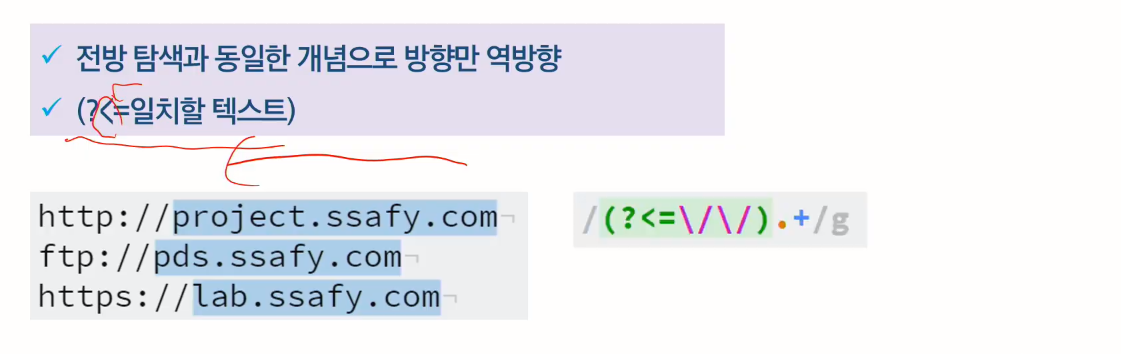 ✓ 전방 탐색과 동일한 개념으로 방향만 역방향
✓ (?<=일치할 텍스트)
http://project.ssafy.com¬
ftp://pds.ssafy.com¬
https://lab.ssafy.com¬
/(?<=\/\/).+/g